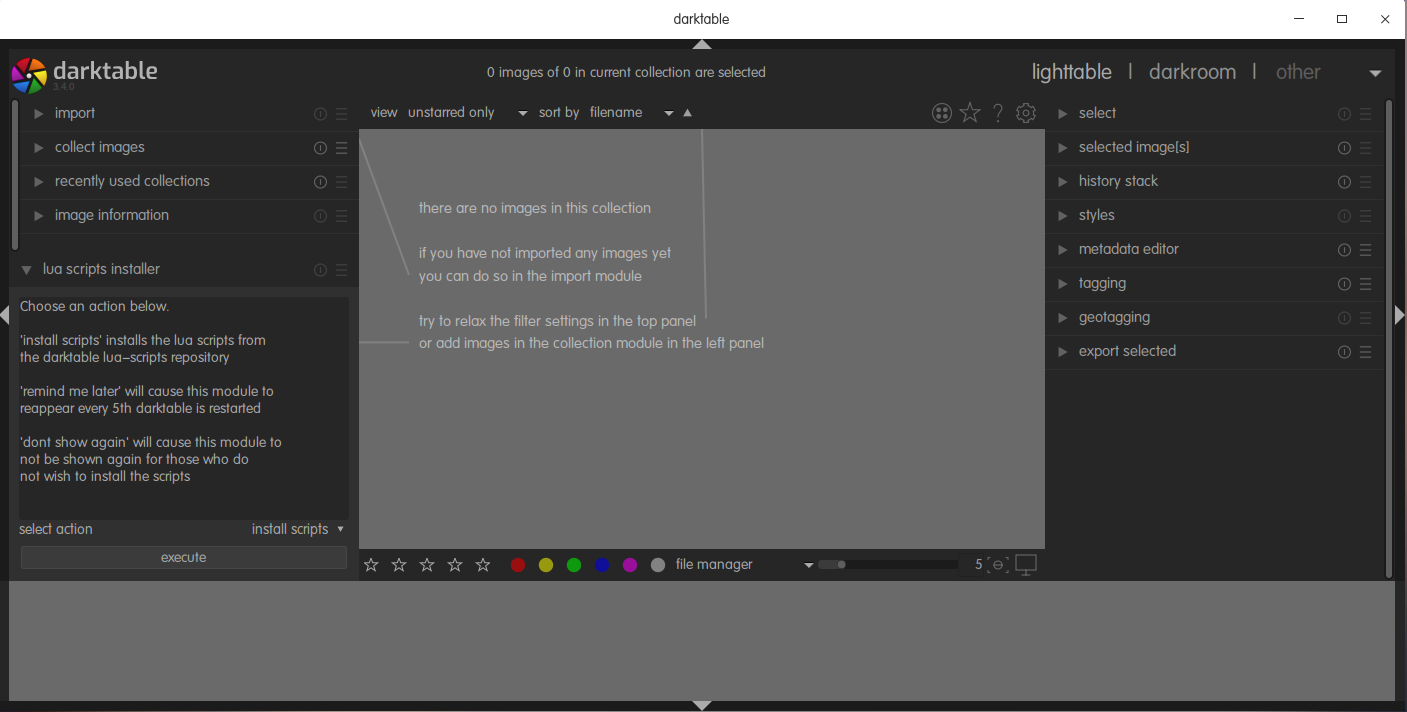 darktable
darktable
3.4.0
0 images of 0 in current collection are selected
lighttable | darkroom | other
import
collect images
recently used collections
image information
lua scripts installer
Choose an action below.
'install scripts' installs the lua scripts from
the darktable lua-scripts repository
'remind me later' will cause this module to
reappear every 5th darktable is restarted
'dont show again' will cause this module to
not be shown again for those who do
not wish to install the scripts
select action install scripts
execute
view unstarred only sort by filename
there are no images in this collection
if you have not imported any images yet
you can do so in the import module
try to relax the filter settings in the top panel
or add images in the collection module in the left panel
file manager 5
select
selected image[s]
history stack
styles
metadata editor
tagging
geotagging
export selected